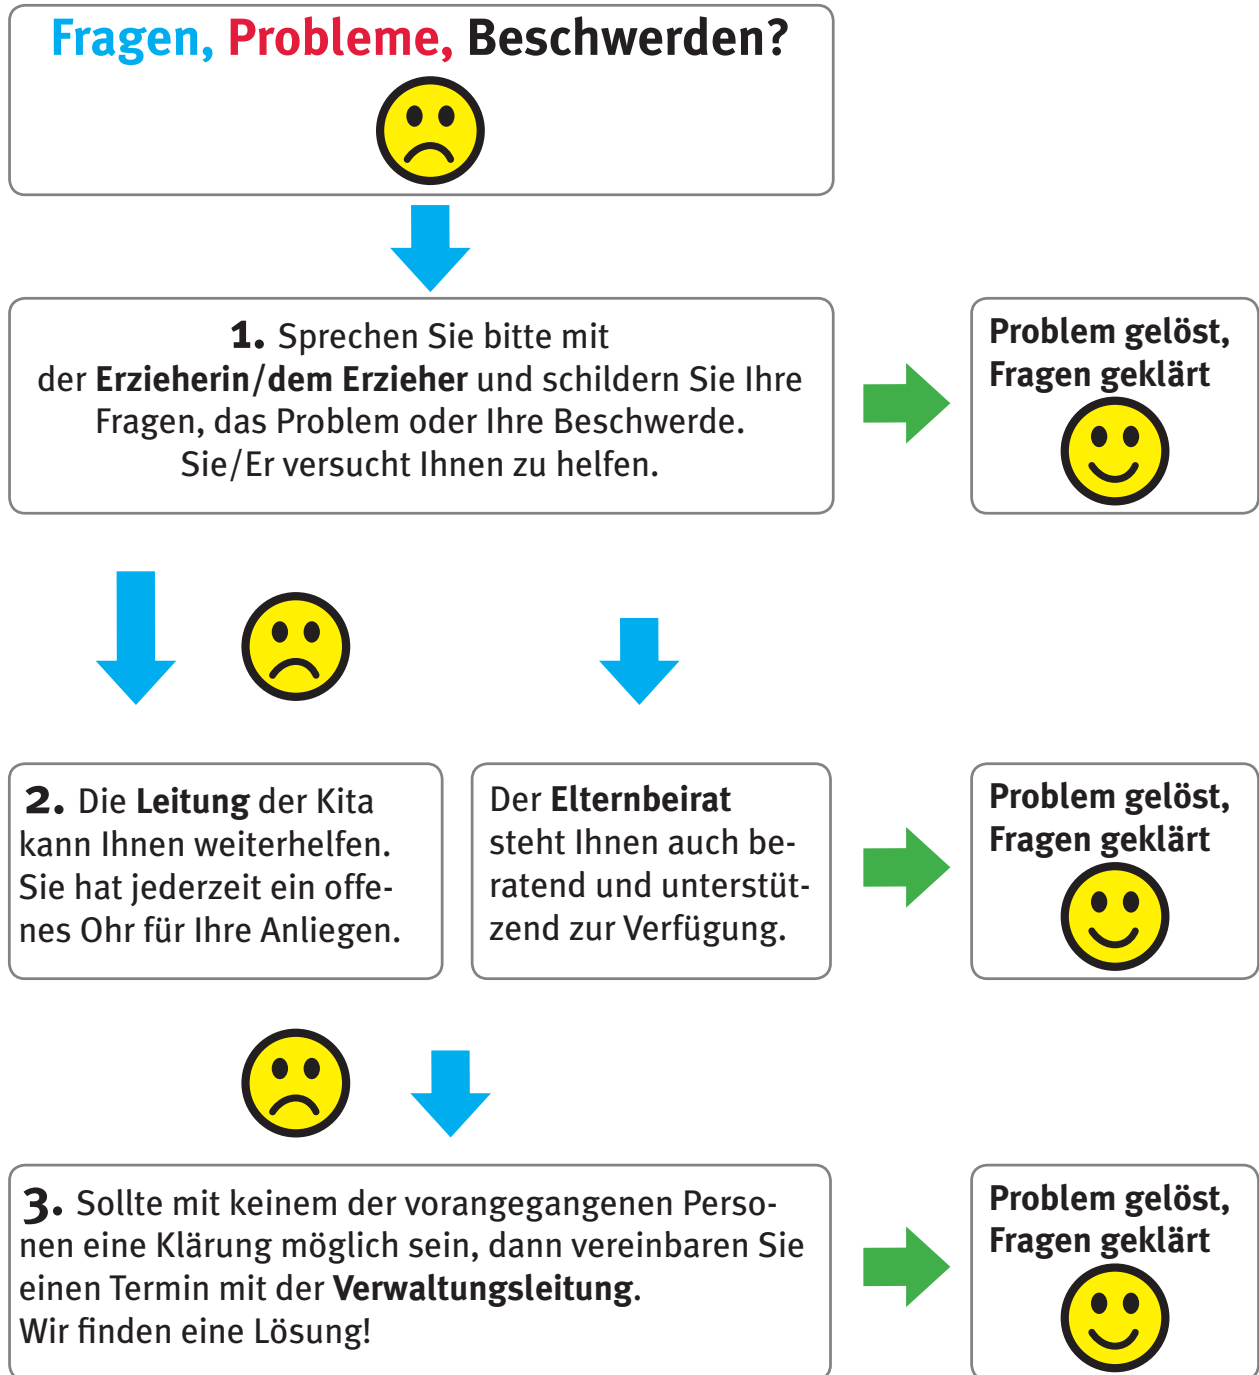 Fragen, Probleme, Beschwerden?
1. Sprechen Sie bitte mit
der Erzieherin/dem Erzieher und schildern Sie Ihre
Fragen, das Problem oder Ihre Beschwerde.
Sie/Er versucht Ihnen zu helfen.
Problem gelöst,
Fragen geklärt
2. Die Leitung der Kita
kann Ihnen weiterhelfen.
Sie hat jederzeit ein offe-
nes Ohr für Ihre Anliegen.
Der Elternbeirat
steht Ihnen auch be-
ratend und unterstüt-
zend zur Verfügung.
Problem gelöst,
Fragen geklärt
3. Sollte mit keinem der vorangegangenen Perso-
nen eine Klärung möglich sein, dann vereinbaren Sie
einen Termin mit der Verwaltungsleitung.
Wir finden eine Lösung!
Problem gelöst,
Fragen geklärt